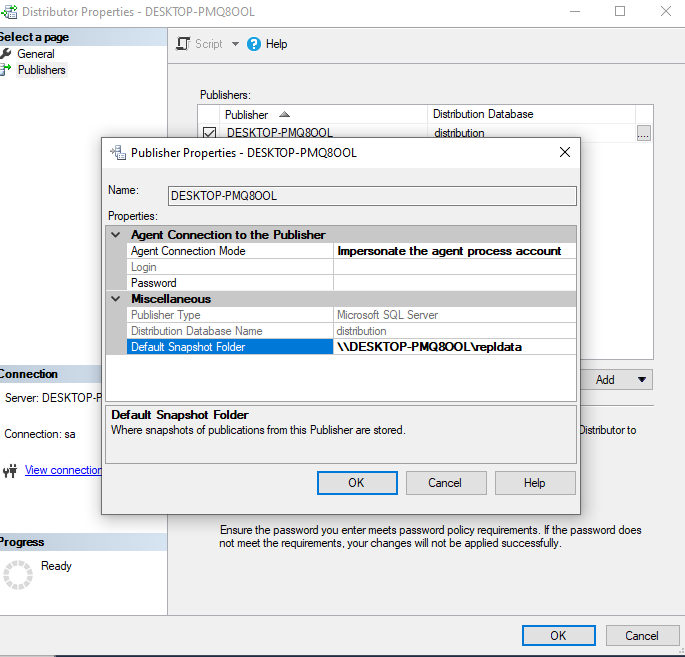 Distributor Properties - DESKTOP-PMQ8OOL
Select a page
General
Publishers
Script
Help
Publishers:
Publisher
Distribution Database
DESKTOP-PMQ8OOL
distribution
...
Publisher Properties - DESKTOP-PMQ8OOL
Name:
DESKTOP-PMQ8OOL
Properties:
Agent Connection to the Publisher
Agent Connection Mode
Impersonate the agent process account
Login
Password
Miscellaneous
Publisher Type
Microsoft SQL Server
Distribution Database Name
distribution
Default Snapshot Folder
\\DESKTOP-PMQ8OOL\repldata
Default Snapshot Folder
Where snapshots of publications from this Publisher are stored.
OK
Cancel
Help
Connection
Server: DESKTOP-P
Connection: sa
View connection
Add
Distributor to
Ensure the password you enter meets password policy requirements. If the password does
not meet the requirements, your changes will not be applied successfully.
Progress
Ready
OK
Cancel